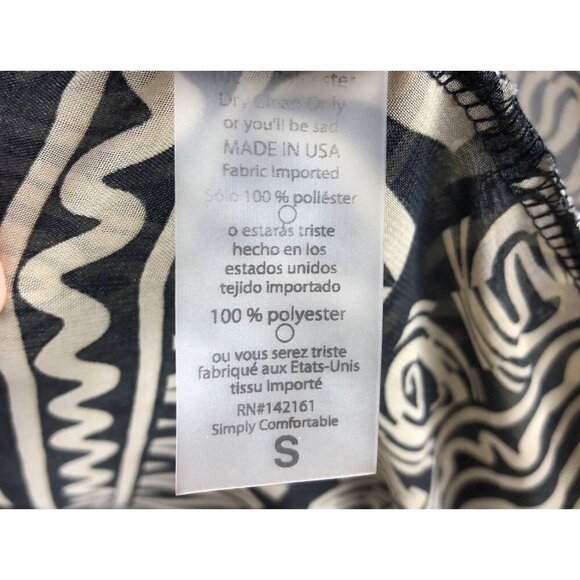 Dry Clean Only
or you'll be sad
MADE IN USA
Fabric Imported
Sólo 100 % poliéster
o estarás triste
hecho en los
estados unidos
tejido importado
100 % polyester
ou vous serez triste
fabriqué aux Etats-Unis
tissu importé
RN#142161
Simply Comfortable
S